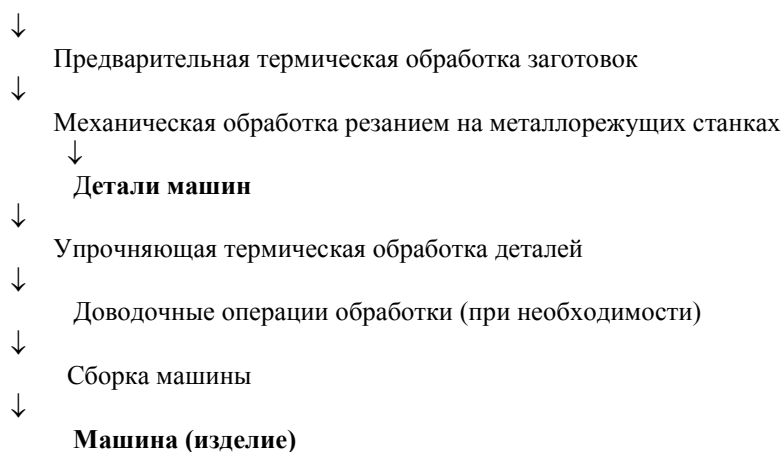 ↓
Предварительная термическая обработка заготовок
↓
Механическая обработка резанием на металлорежущих станках
↓
Детали машин
↓
Упрочняющая термическая обработка деталей
↓
Доводочные операции обработки (при необходимости)
↓
Сборка машины
↓
Машина (изделие)